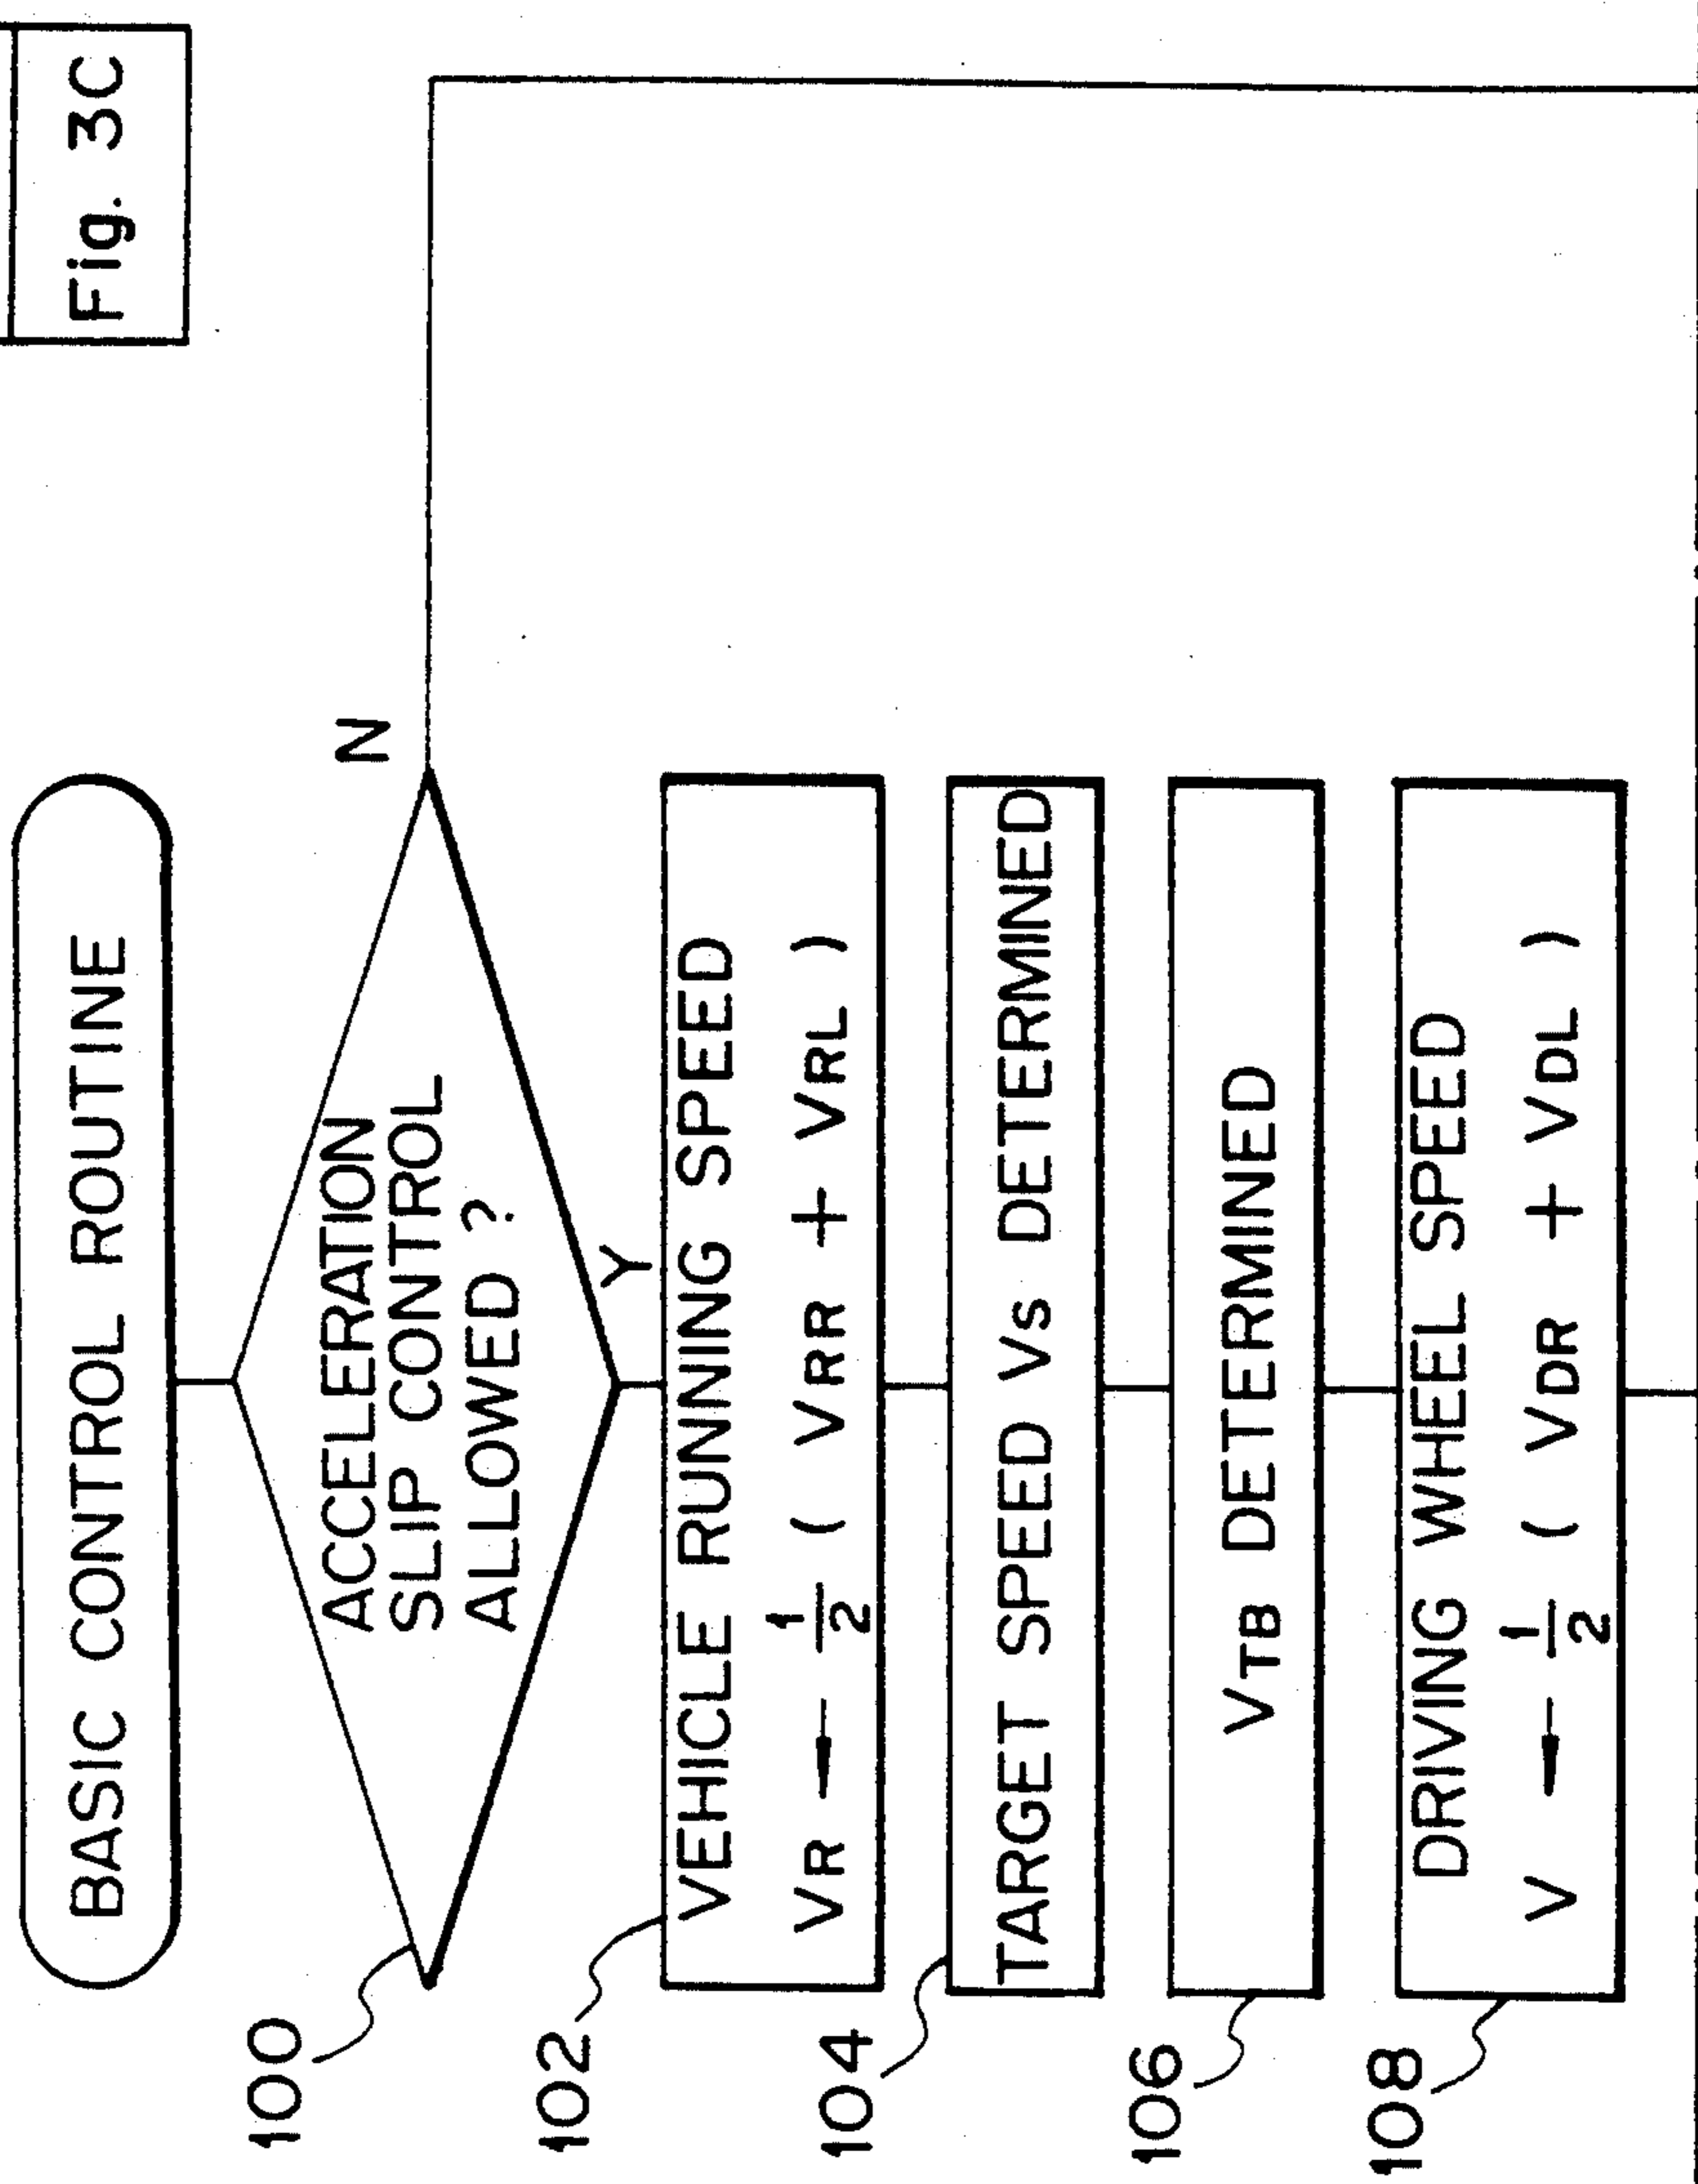 Fig. 3C
BASIC CONTROL ROUTINE
100
ACCELERATION
SLIP CONTROL
ALLOWED ?
N
Y
102
VEHICLE RUNNING SPEED
VR ← 1/2 ( VRR + VRL )
104
TARGET SPEED Vs DETERMINED
106
VTB DETERMINED
108
DRIVING WHEEL SPEED
V ← 1/2 ( VDR + VDL )